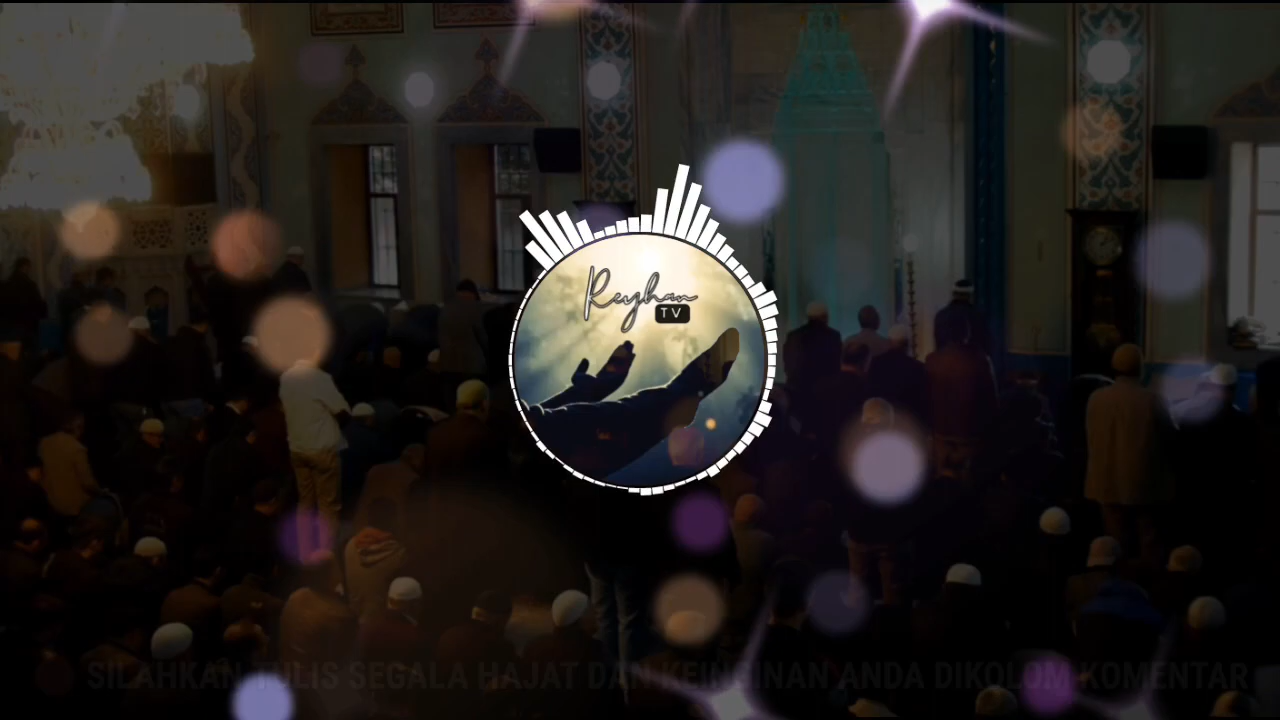 Reyhan
TV
SILAHKAN TULIS SEGALA HAJAT DAN KEINGINAN ANDA DIKOLOM KOMENTAR